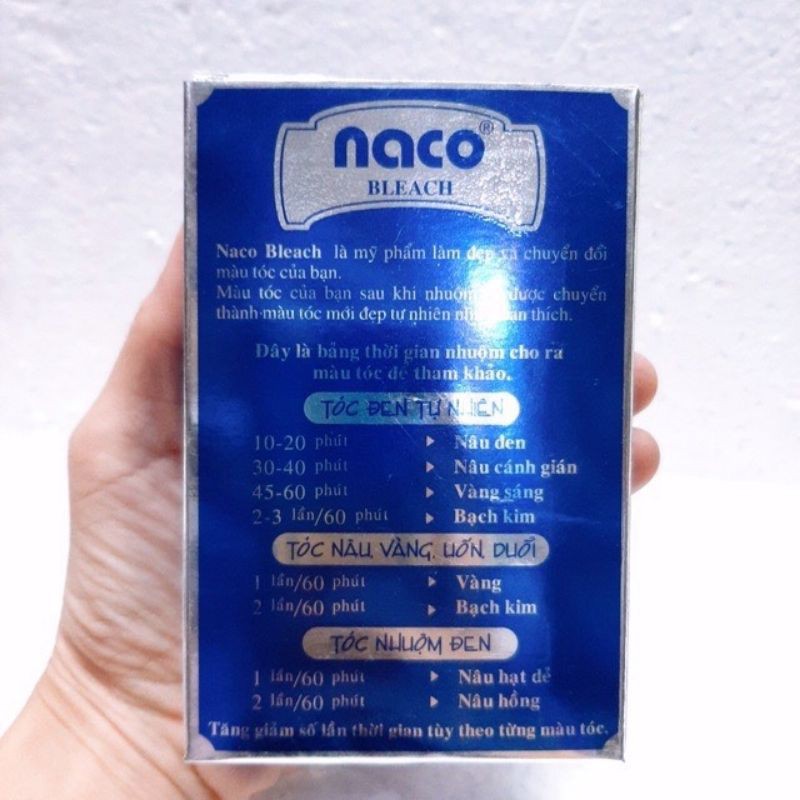 naco®
BLEACH
Naco Bleach là mỹ phẩm làm đẹp và chuyển đổi
màu tóc của bạn.
Màu tóc của bạn sau khi nhuộm được chuyển
thành màu tóc mới đẹp tự nhiên thích.
Đây là bảng thời gian nhuộm cho ra
màu tóc để tham khảo.
TÓC ĐEN TỰ NHIÊN
10-20 phút ▶ Nâu đen
30-40 phút ▶ Nâu cánh gián
45-60 phút ▶ Vàng sáng
2-3 lần/60 phút ▶ Bạch kim
TÓC NÂU, VÀNG, UỐN, DUỖI
1 lần/60 phút ▶ Vàng
2 lần/60 phút ▶ Bạch kim
TÓC NHUỘM ĐEN
1 lần/60 phút ▶ Nâu hạt dẻ
2 lần/60 phút ▶ Nâu hồng
Tăng giảm số lần thời gian tùy theo từng màu tóc.